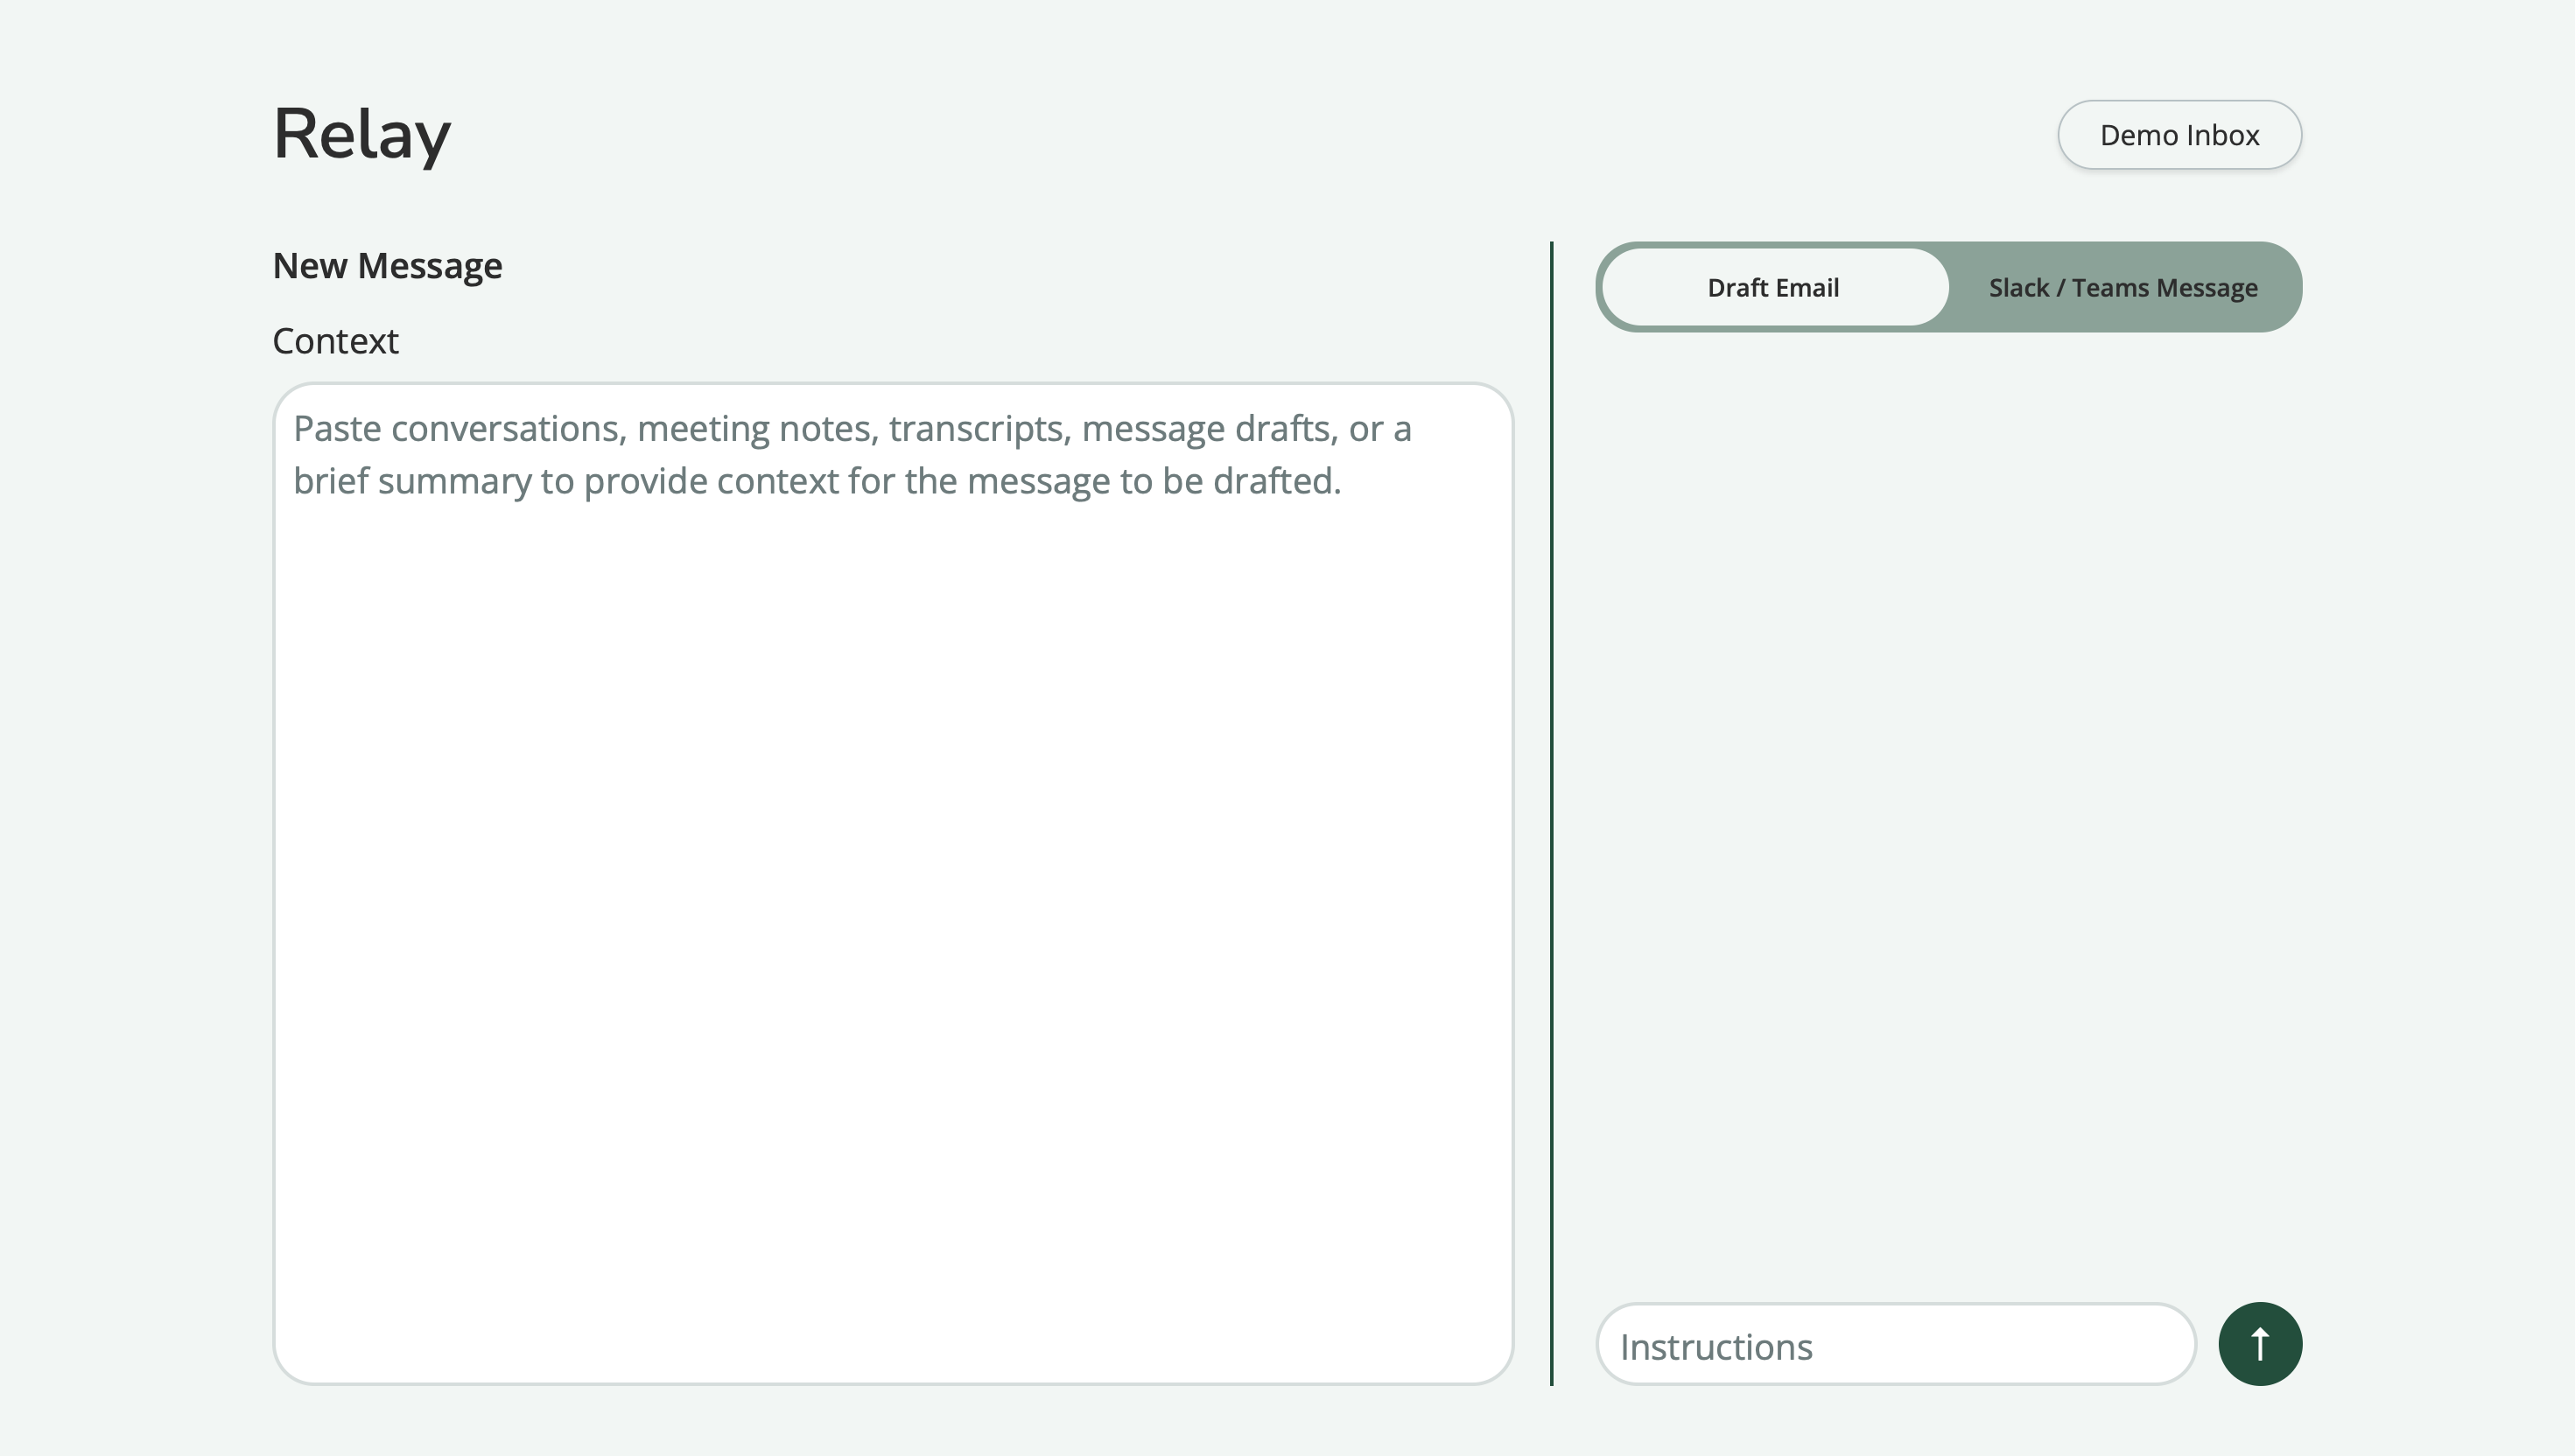 Relay
Demo Inbox
New Message
Context
Paste conversations, meeting notes, transcripts, message drafts, or a
brief summary to provide context for the message to be drafted.
Draft Email
Slack / Teams Message
Instructions